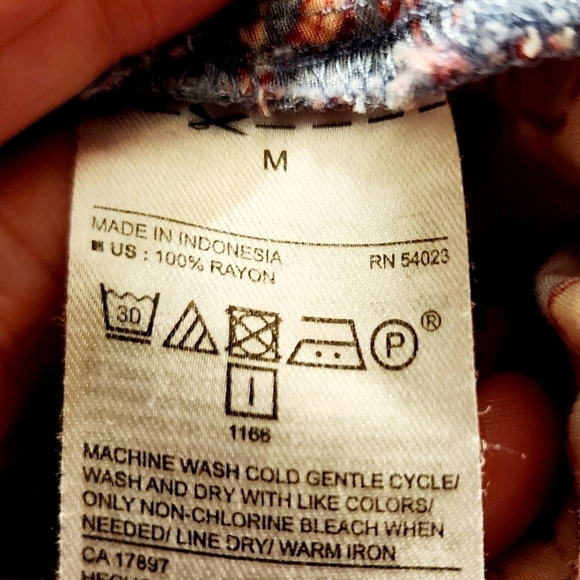 M
MADE IN INDONESIA
US : 100% RAYON
RN 54023
30
P ®
1166
MACHINE WASH COLD GENTLE CYCLE/
WASH AND DRY WITH LIKE COLORS/
ONLY NON-CHLORINE BLEACH WHEN
NEEDED/ LINE DRY/ WARM IRON
CA 17897